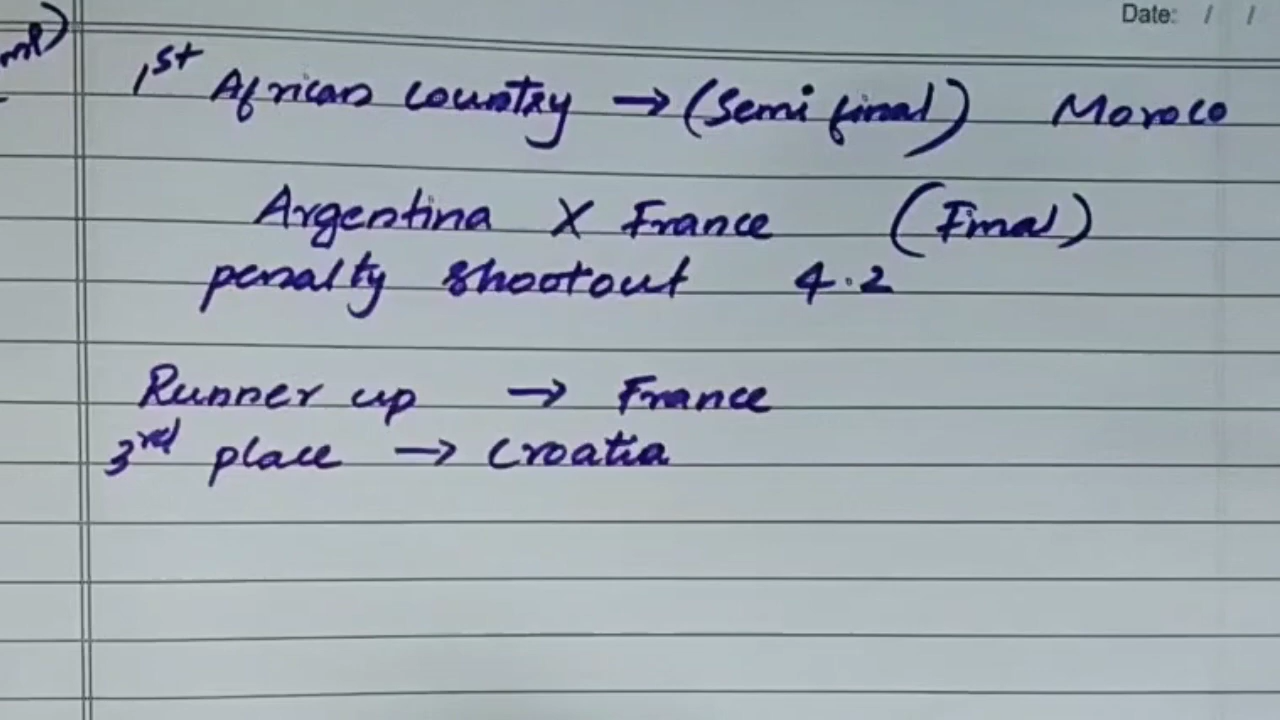 Date: / /
1st African country → (Semi final) Moroco
Argentina X France (Final)
penalty shootout 4.2
Runner up → France
3rd place → Croatia